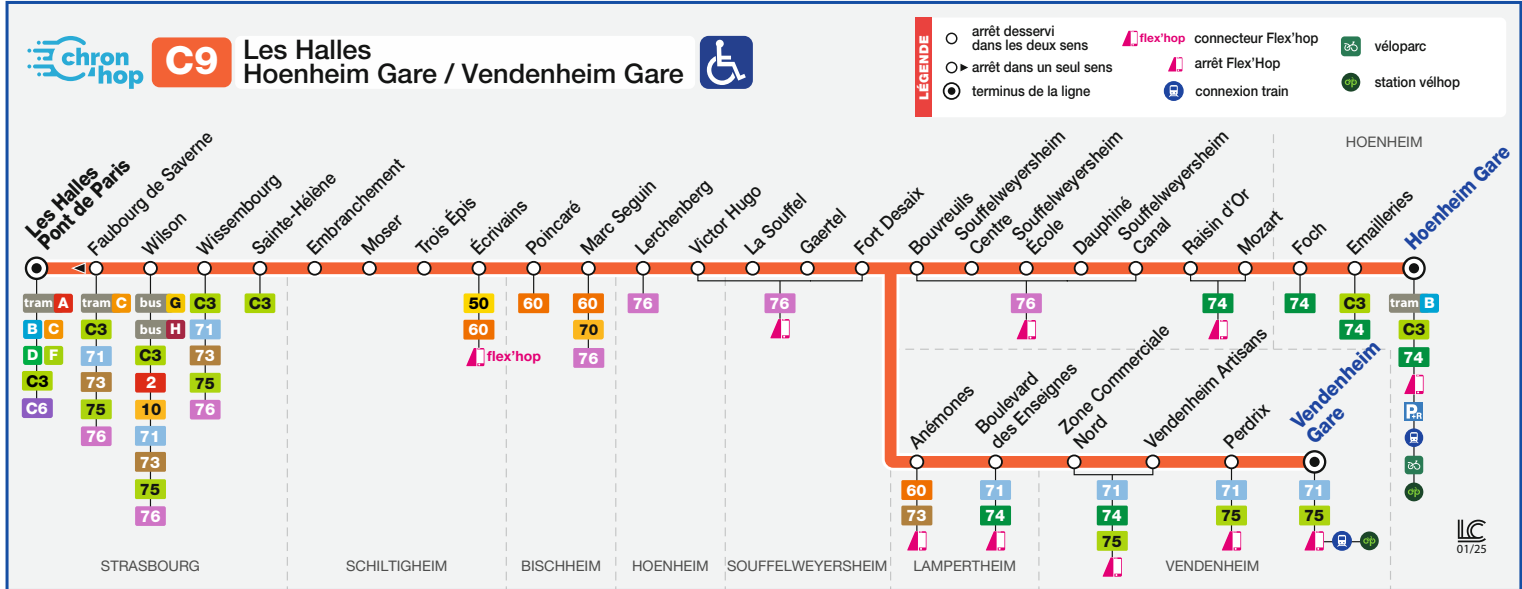 chron
hop
C9
Les Halles
Hoenheim Gare / Vendenheim Gare
LÉGENDE
arrêt desservi
dans les deux sens
arrêt dans un seul sens
terminus de la ligne
flex'hop connecteur Flex'hop
arrêt Flex'Hop
connexion train
véloparc
station vélhop
HOENHEIM
Les Halles
Pont de Paris
Faubourg de Saverne
Wilson
Wissembourg
Sainte-Hélène
Embranchement
Moser
Trois Épis
Écrivains
Poincaré
Marc Seguin
Lerchenberg
Victor Hugo
La Souffel
Gaertel
Fort Desaix
Bouvreuils
Souffelweyersheim
Centre
Souffelweyersheim
École
Dauphiné
Souffelweyersheim
Canal
Raisin d'Or
Mozart
Foch
Emailleries
Hoenheim Gare
tram A
B C
D F
C3
C6
tram C
C3
71
73
75
76
bus G
bus H
C3
2
10
71
73
75
76
C3
71
73
75
76
C3
50
60
flex'hop
60
60
70
76
76
76
76
74
74
C3
74
tram B
C3
74
P+R
Anémones
Boulevard
des Enseignes
Zone Commerciale
Nord
Vendenheim Artisans
Perdrix
Vendenheim
Gare
60
73
71
74
71
74
75
71
75
71
75
STRASBOURG
SCHILTIGHEIM
BISCHHEIM
HOENHEIM
SOUFFELWEYERSHEIM
LAMPERTHEIM
VENDENHEIM
LC
01/25